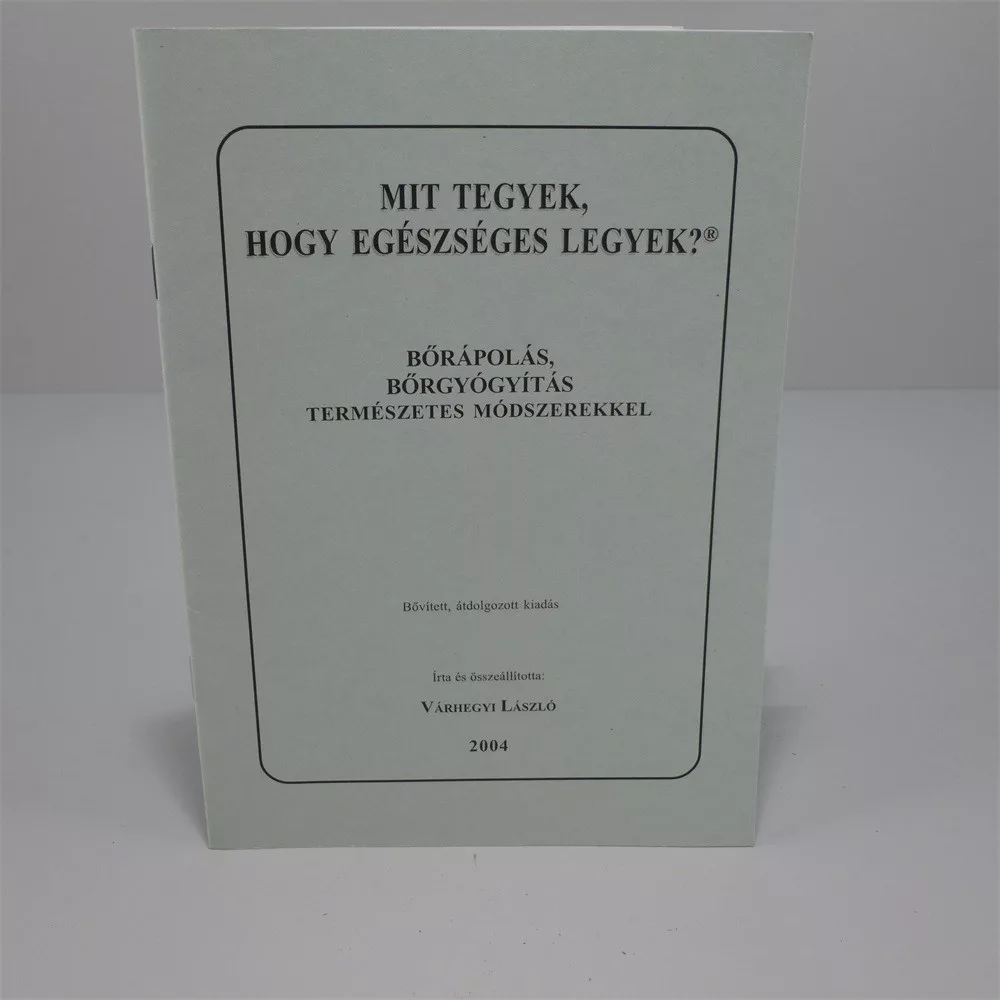 MIT TEGYEK,
HOGY EGÉSZSÉGES LEGYEK?®
BŐRÁPOLÁS,
BŐRGYÓGYÍTÁS
TERMÉSZETES MÓDSZEREKKEL
Bővített, átdolgozott kiadás
Írta és összeállította:
VÁRHEGYI LÁSZLÓ
2004